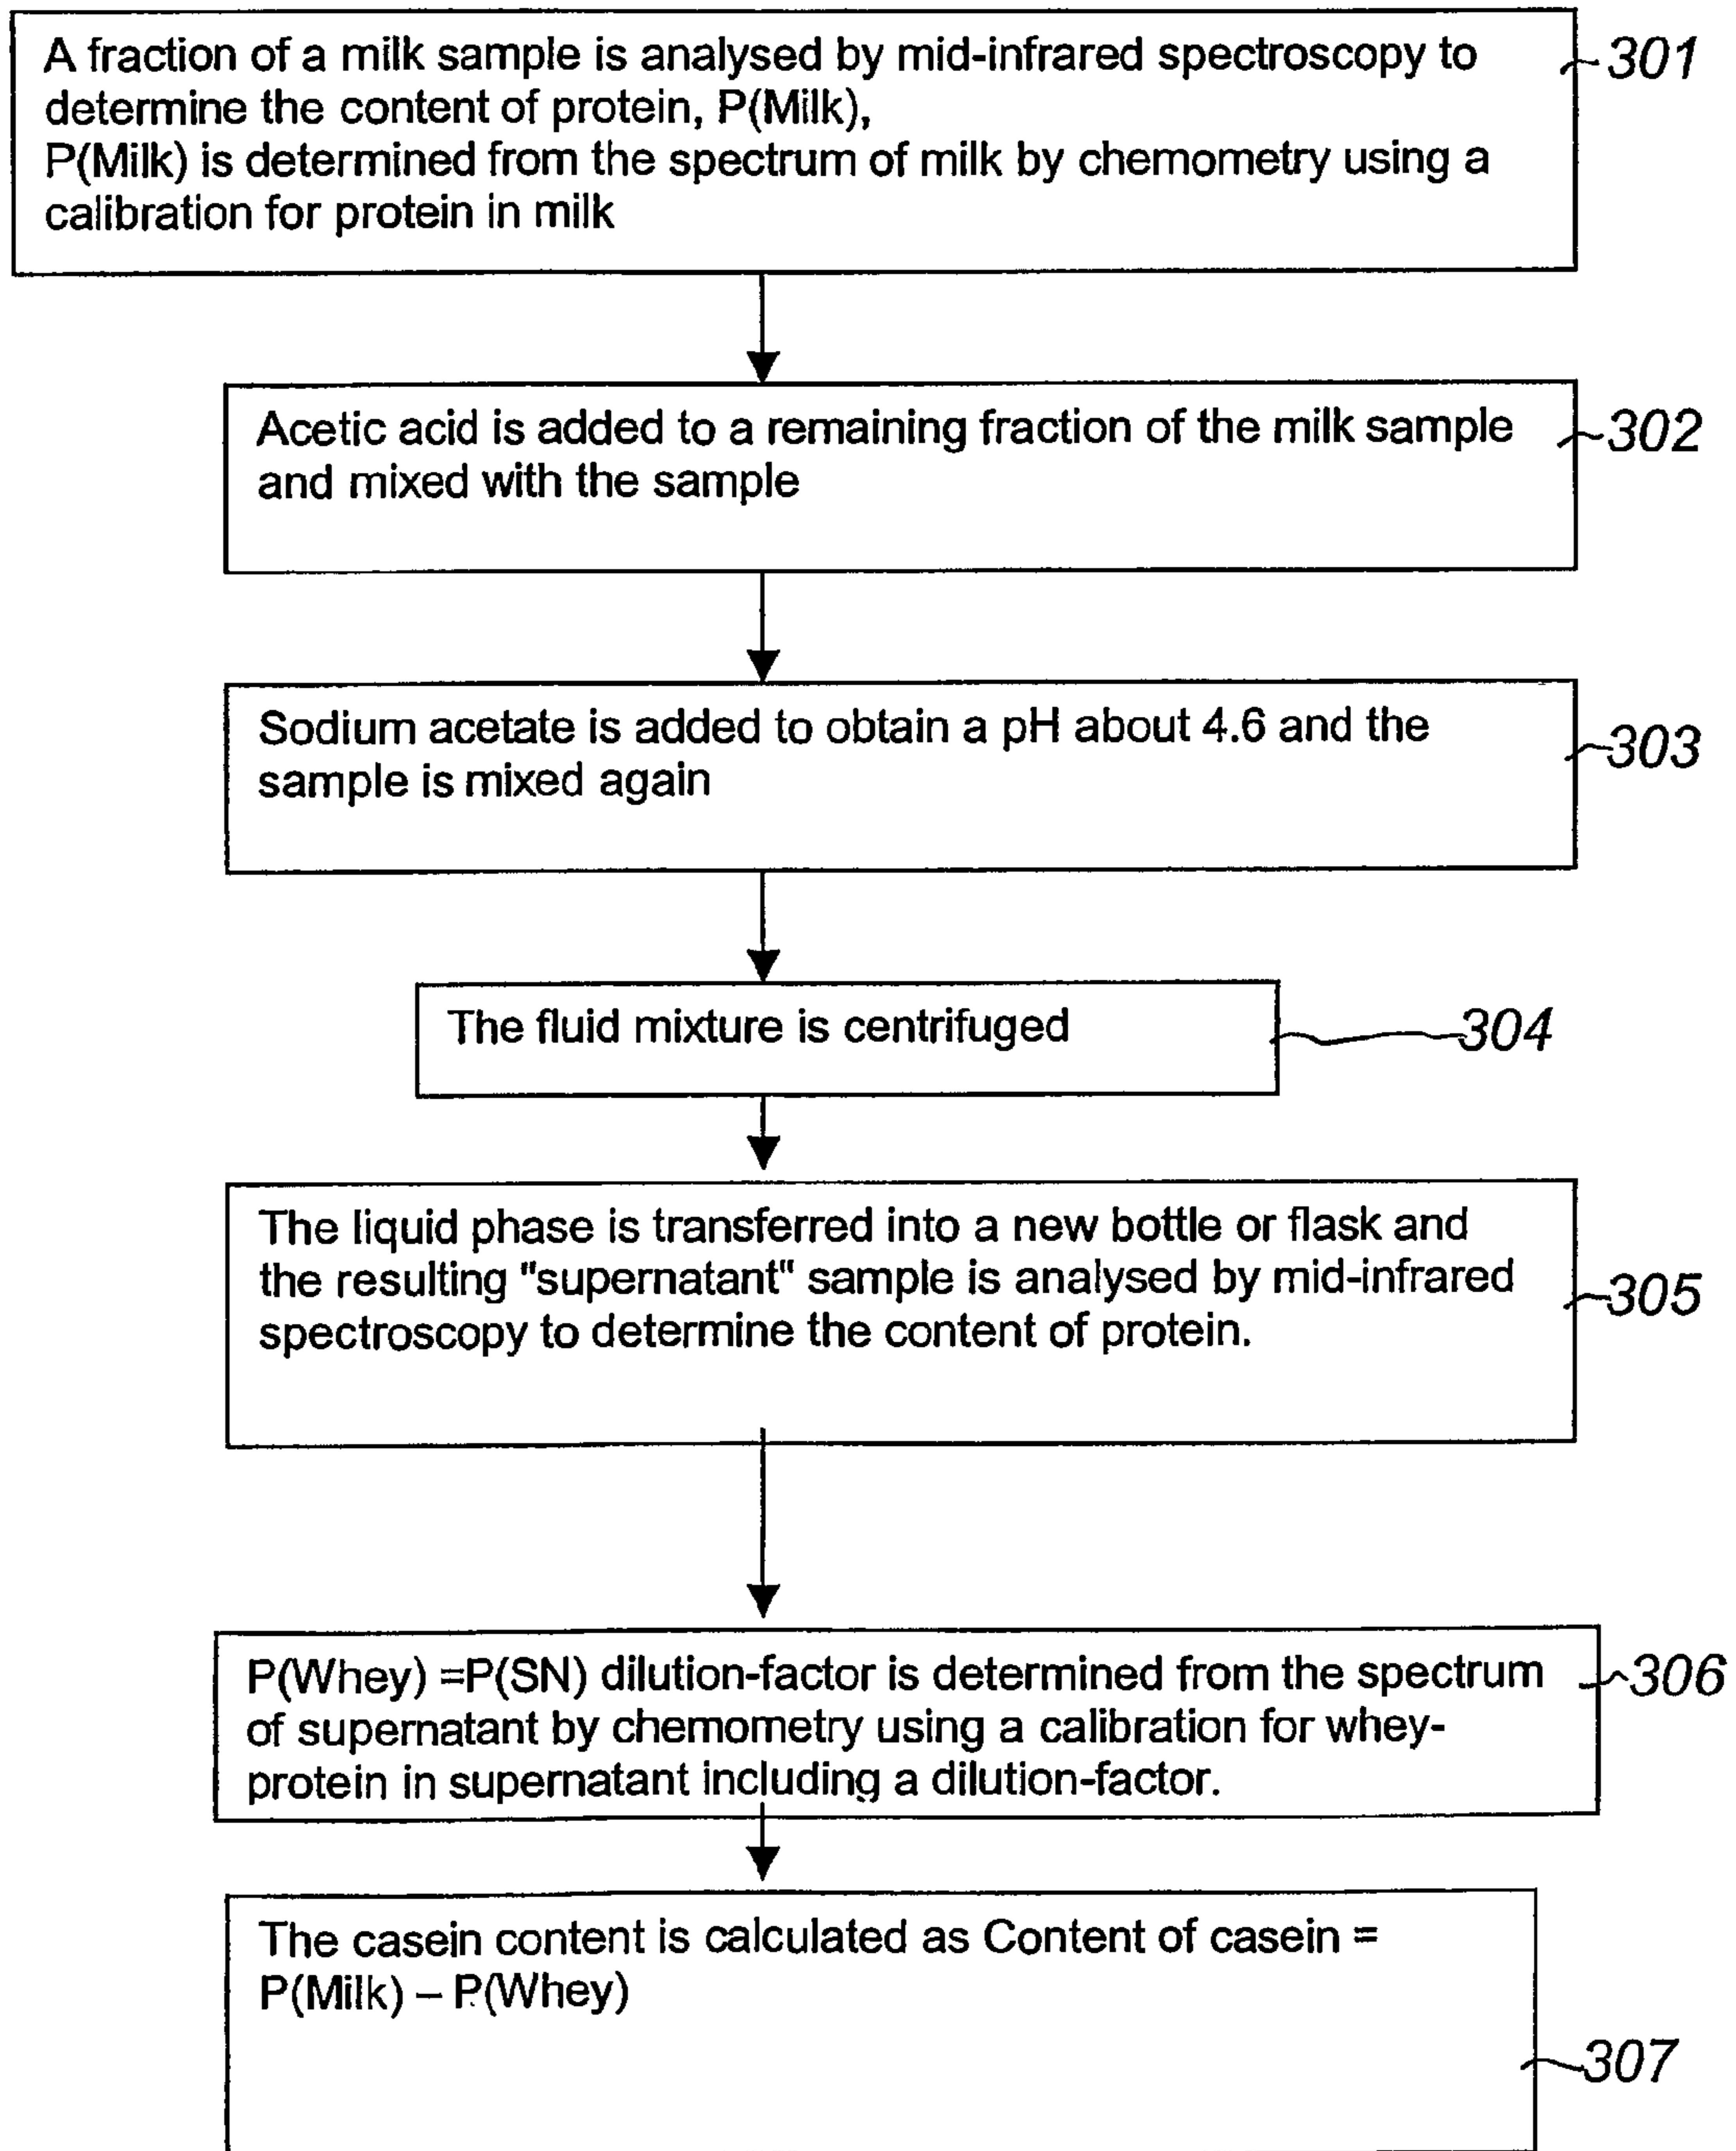 A fraction of a milk sample is analysed by mid-infrared spectroscopy to
determine the content of protein, P(Milk),
P(Milk) is determined from the spectrum of milk by chemometry using a
calibration for protein in milk
301
Acetic acid is added to a remaining fraction of the milk sample
and mixed with the sample
302
Sodium acetate is added to obtain a pH about 4.6 and the
sample is mixed again
303
The fluid mixture is centrifuged
304
The liquid phase is transferred into a new bottle or flask and
the resulting "supernatant" sample is analysed by mid-infrared
spectroscopy to determine the content of protein.
305
P(Whey) =P(SN) dilution-factor is determined from the spectrum
of supernatant by chemometry using a calibration for whey-
protein in supernatant including a dilution-factor.
306
The casein content is calculated as Content of casein =
P(Milk) – P(Whey)
307